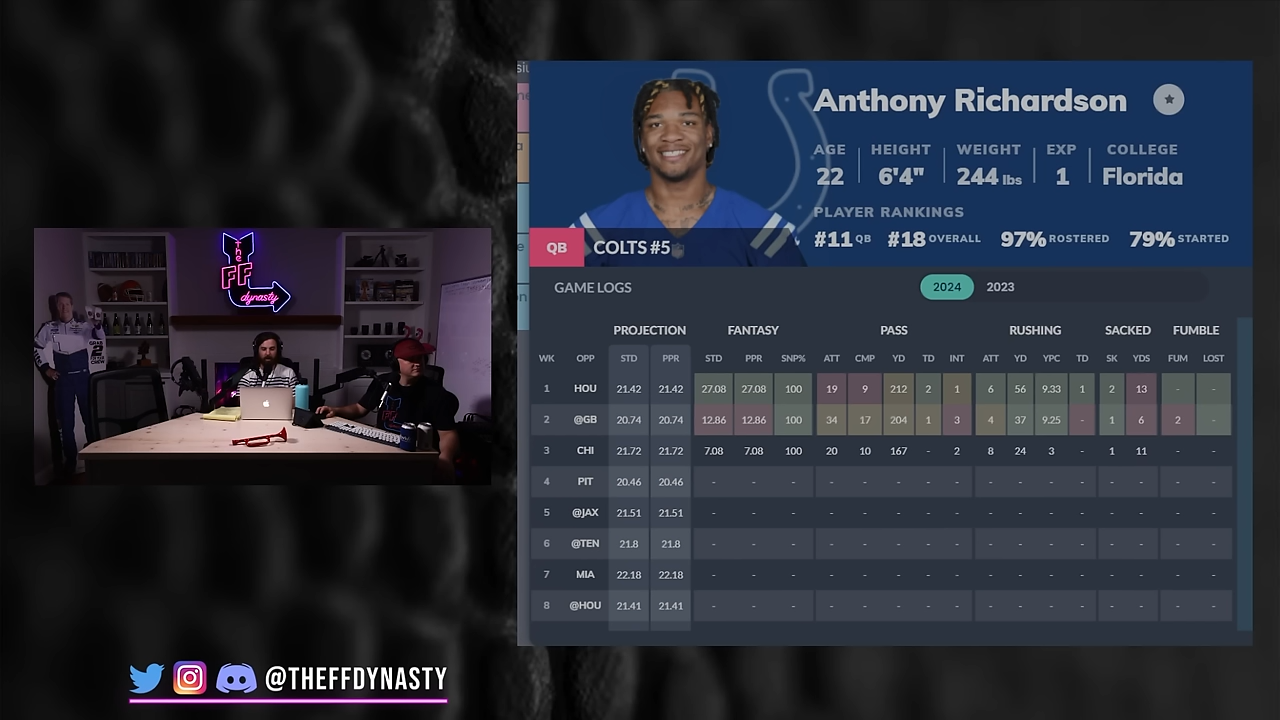 Anthony Richardson
AGE HEIGHT WEIGHT EXP COLLEGE
22 6'4" 244 lbs 1 Florida
PLAYER RANKINGS
#11 QB #18 OVERALL 97% ROSTERED 79% STARTED
QB COLTS #5
GAME LOGS 2024 2023
PROJECTION FANTASY PASS RUSHING SACKED FUMBLE
WK OPP STD PPR STD PPR SNP% ATT CMP YD TD INT ATT YD YPC TD SK YDS FUM LOST
1 HOU 21.42 21.42 27.08 27.08 100 19 9 212 2 1 6 56 9.33 1 2 13 - -
2 @GB 20.74 20.74 12.86 12.86 100 34 17 204 1 3 4 37 9.25 - 1 6 2 -
3 CHI 21.72 21.72 7.08 7.08 100 20 10 167 - 2 8 24 3 - 1 11 - -
4 PIT 20.46 20.46 - - - - - - - - - - - - - - - -
5 @JAX 21.51 21.51 - - - - - - - - - - - - - - - -
6 @TEN 21.8 21.8 - - - - - - - - - - - - - - - -
7 MIA 22.18 22.18 - - - - - - - - - - - - - - - -
8 @HOU 21.41 21.41 - - - - - - - - - - - - - - - -
The
FF
dynasty
@THEFFDYNASTY